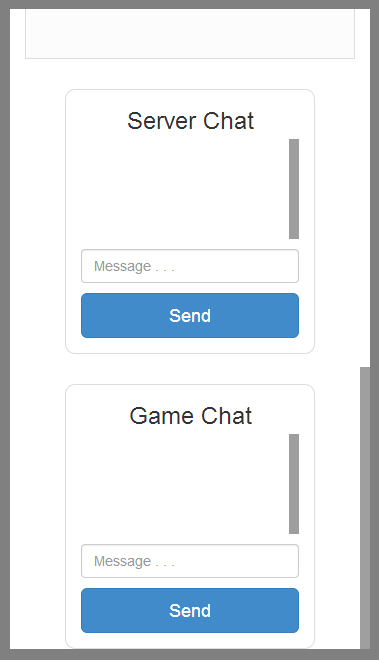 Server Chat
Message . . .
Send
Game Chat
Message . . .
Send